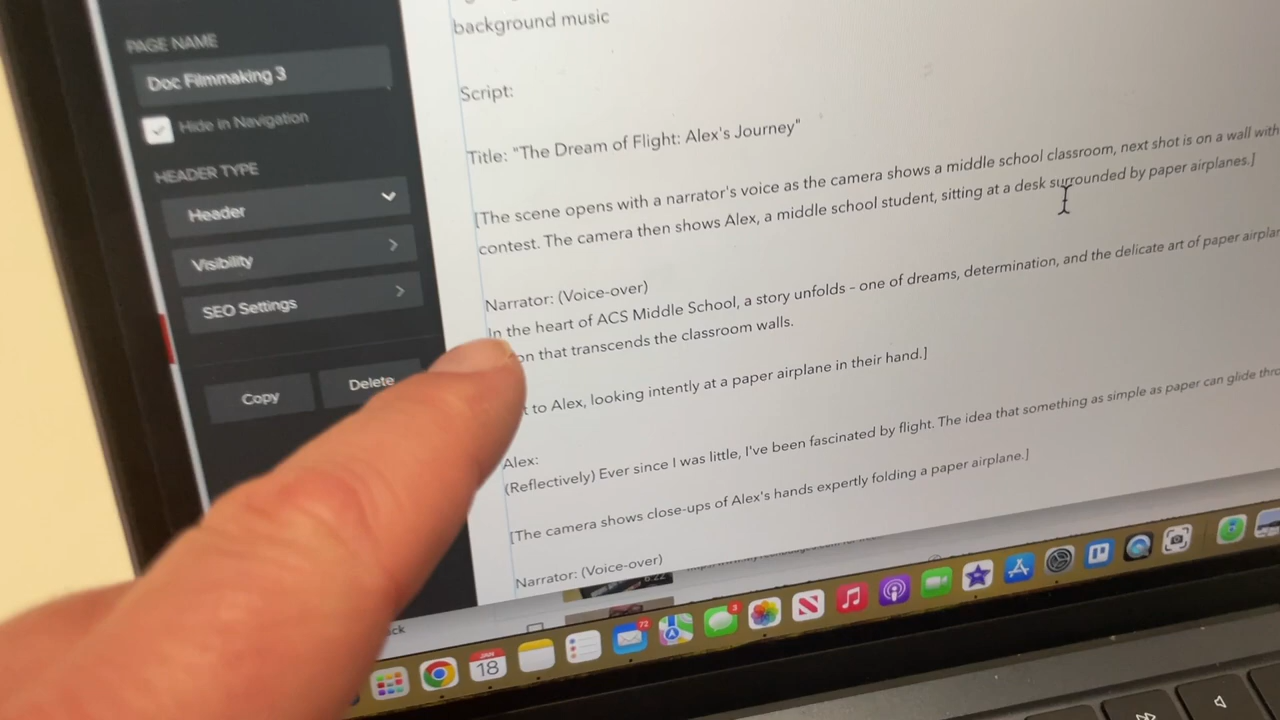 background music
PAGE NAME
Doc Filmmaking 3
Hide in Navigation
HEADER TYPE
Header
Visibility
SEO Settings
Copy
Delete
Script:
Title: "The Dream of Flight: Alex's Journey"
[The scene opens with a narrator's voice as the camera shows a middle school classroom, next shot is on a wall with
contest. The camera then shows Alex, a middle school student, sitting at a desk surrounded by paper airplanes.]
Narrator: (Voice-over)
In the heart of ACS Middle School, a story unfolds – one of dreams, determination, and the delicate art of paper
on that transcends the classroom walls.
to Alex, looking intently at a paper airplane in their hand.]
Alex:
(Reflectively) Ever since I was little, I've been fascinated by flight. The idea that something as simple as paper can glide
[The camera shows close-ups of Alex's hands expertly folding a paper airplane.]
Narrator: (Voice-over)
6:22
JAN
18
72
3